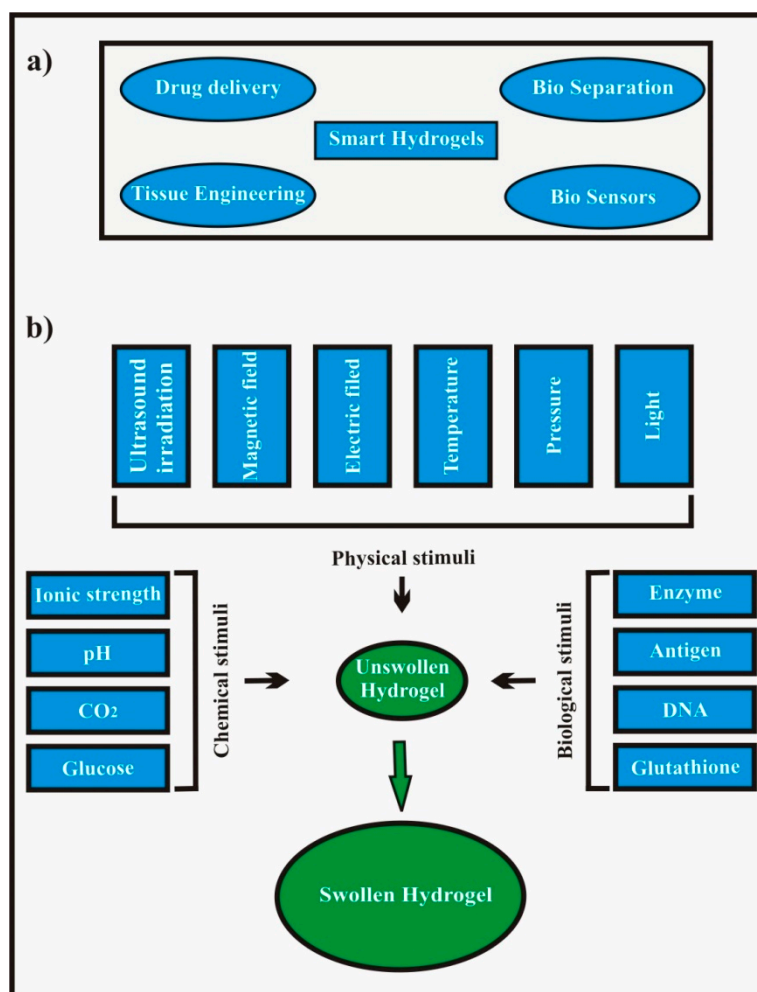 a)
Drug delivery
Bio Separation
Smart Hydrogels
Tissue Engineering
Bio Sensors
b)
Ultrasound
irradiation
Magnetic field
Electric filed
Temperature
Pressure
Light
Physical stimuli
Ionic strength
pH
CO2
Glucose
Chemical stimuli
Unswollen
Hydrogel
Biological stimuli
Enzyme
Antigen
DNA
Glutathione
Swollen Hydrogel